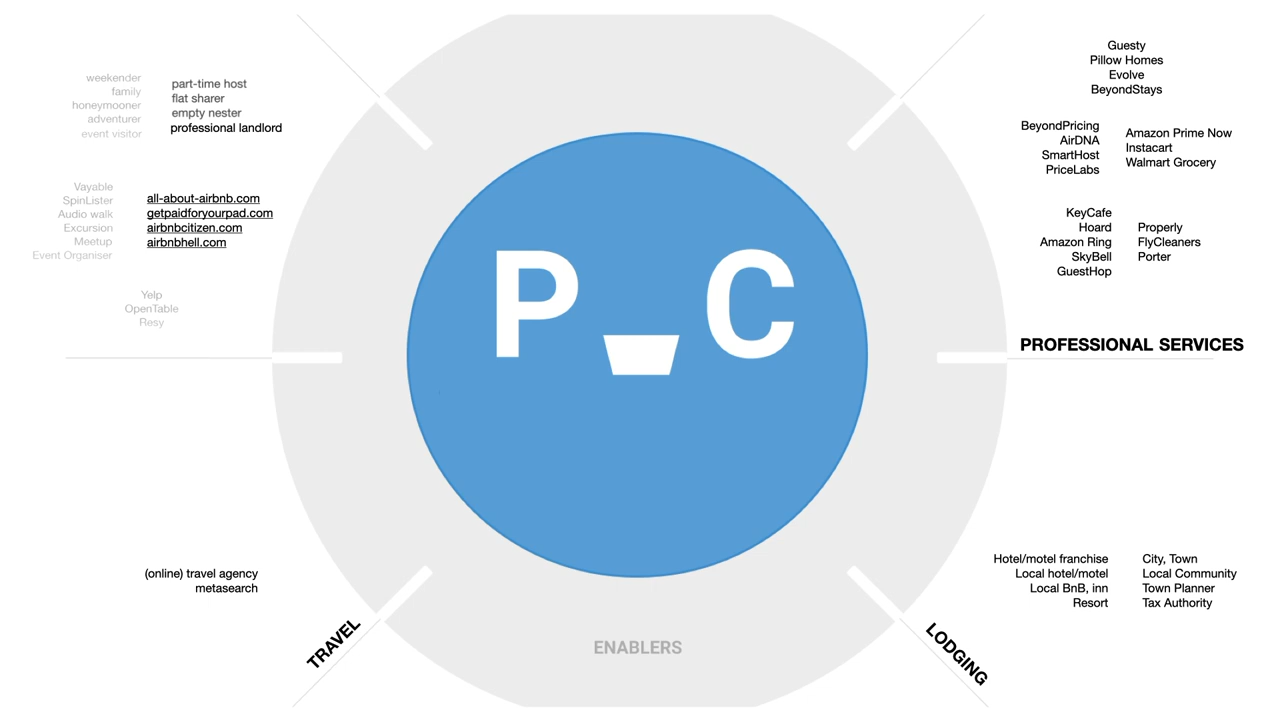 weekender
family
honeymooner
adventurer
event visitor
part-time host
flat sharer
empty nester
professional landlord
Vayable
SpinLister
Audio walk
Excursion
Meetup
Event Organiser
all-about-airbnb.com
getpaidforyourpad.com
airbnbcitizen.com
airbnbhell.com
Yelp
OpenTable
Resy
P C
Guesty
Pillow Homes
Evolve
BeyondStays
BeyondPricing
AirDNA
SmartHost
PriceLabs
Amazon Prime Now
Instacart
Walmart Grocery
KeyCafe
Hoard
Amazon Ring
SkyBell
GuestHop
Properly
FlyCleaners
Porter
PROFESSIONAL SERVICES
(online) travel agency
metasearch
TRAVEL
ENABLERS
Hotel/motel franchise
Local hotel/motel
Local BnB, inn
Resort
City, Town
Local Community
Town Planner
Tax Authority
LODGING